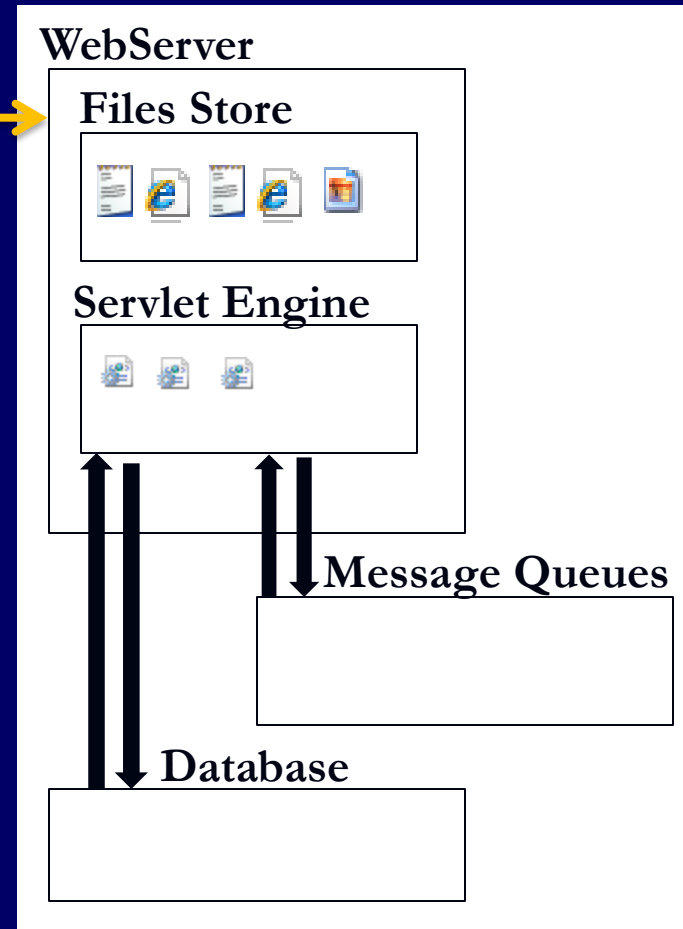 WebServer
Files Store
Servlet Engine
Message Queues
Database